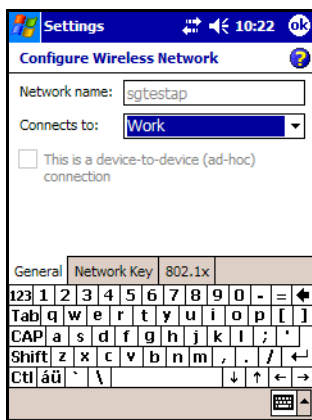 Settings 10:22 ok
Configure Wireless Network ?
Network name: sgtestap
Connects to: Work
This is a device-to-device (ad-hoc)
connection
General Network Key 802.1x
123 1 2 3 4 5 6 7 8 9 0 - = ←
Tab q w e r t y u i o p [ ]
CAP a s d f g h j k l ; '
Shift z x c v b n m , . / ↵
Ctl áü ` \ ↓ ↑ ← →